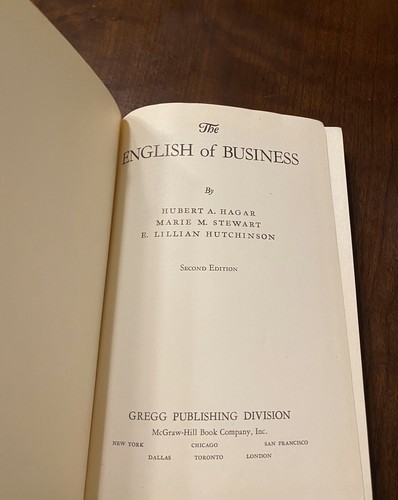 The
ENGLISH of BUSINESS
By
HUBERT A. HAGAR
MARIE M. STEWART
E. LILLIAN HUTCHINSON
SECOND EDITION
GREGG PUBLISHING DIVISION
McGraw-Hill Book Company, Inc.
NEW YORK CHICAGO SAN FRANCISCO
DALLAS TORONTO LONDON